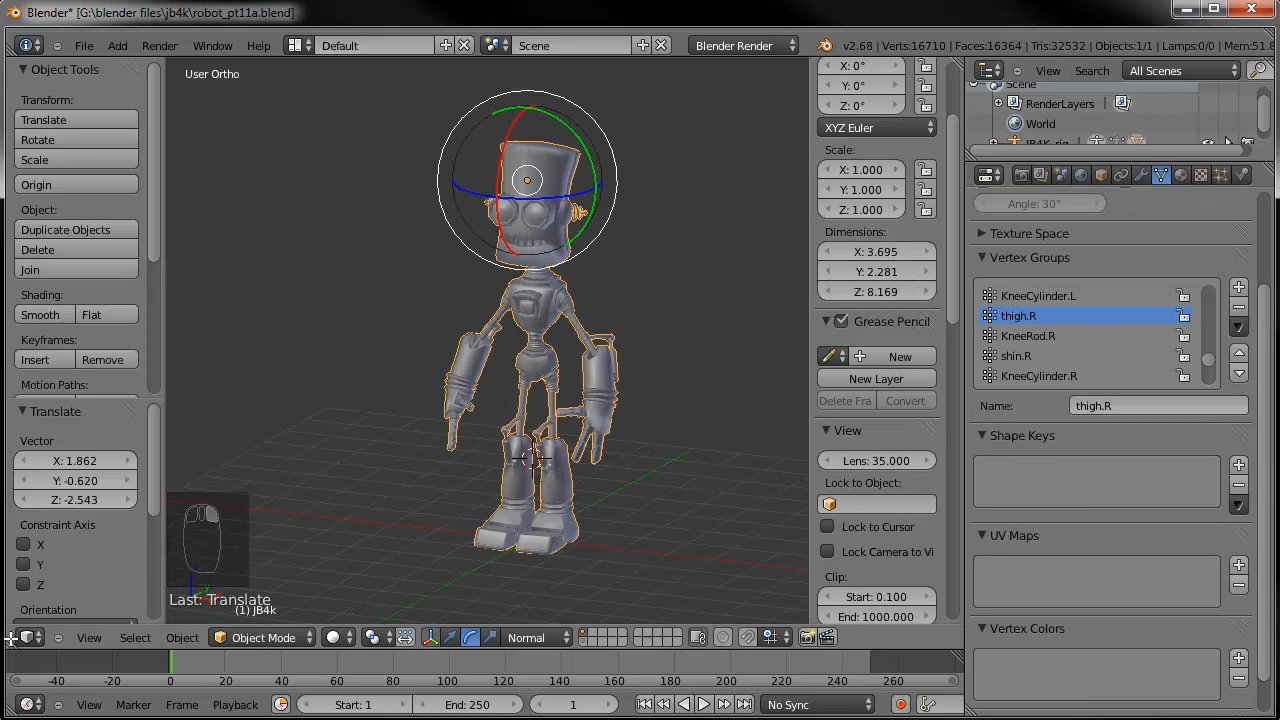 Blender* [G:\blender files\jb4k\robot_pt11a.blend]
File Add Render Window Help Default Scene Blender Render v2.68 | Verts:16710 | Faces:16364 | Tris:32532 | Objects:1/1 | Lamps:0/0 | Mem:51.8
Object Tools
Transform:
Translate
Rotate
Scale
Origin
Object:
Duplicate Objects
Delete
Join
Shading:
Smooth Flat
Keyframes:
Insert Remove
Motion Paths:
Translate
Vector
X: 1.862
Y: -0.620
Z: -2.543
Constraint Axis
X
Y
Z
Orientation
User Ortho
Last: Translate
(1) JB4k
X: 0°
Y: 0°
Z: 0°
XYZ Euler
Scale:
X: 1.000
Y: 1.000
Z: 1.000
Dimensions:
X: 3.695
Y: 2.281
Z: 8.169
Grease Pencil
New
New Layer
Delete Fra Convert
View
Lens: 35.000
Lock to Object:
Lock to Cursor
Lock Camera to Vi
Clip:
Start: 0.100
End: 1000.000
View Search All Scenes
Scene
RenderLayers
World
JB4K_rig
Angle: 30°
Texture Space
Vertex Groups
KneeCylinder.L
thigh.R
KneeRod.R
shin.R
KneeCylinder.R
Name: thigh.R
Shape Keys
UV Maps
Vertex Colors
View Select Object Object Mode Normal
-40 -20 0 20 40 60 80 100 120 140 160 180 200 220 240 260
View Marker Frame Playback Start: 1 End: 250 1 No Sync